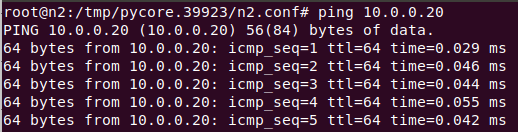 root@n2:/tmp/pycore.39923/n2.conf# ping 10.0.0.20
PING 10.0.0.20 (10.0.0.20) 56(84) bytes of data.
64 bytes from 10.0.0.20: icmp_seq=1 ttl=64 time=0.029 ms
64 bytes from 10.0.0.20: icmp_seq=2 ttl=64 time=0.046 ms
64 bytes from 10.0.0.20: icmp_seq=3 ttl=64 time=0.044 ms
64 bytes from 10.0.0.20: icmp_seq=4 ttl=64 time=0.055 ms
64 bytes from 10.0.0.20: icmp_seq=5 ttl=64 time=0.042 ms